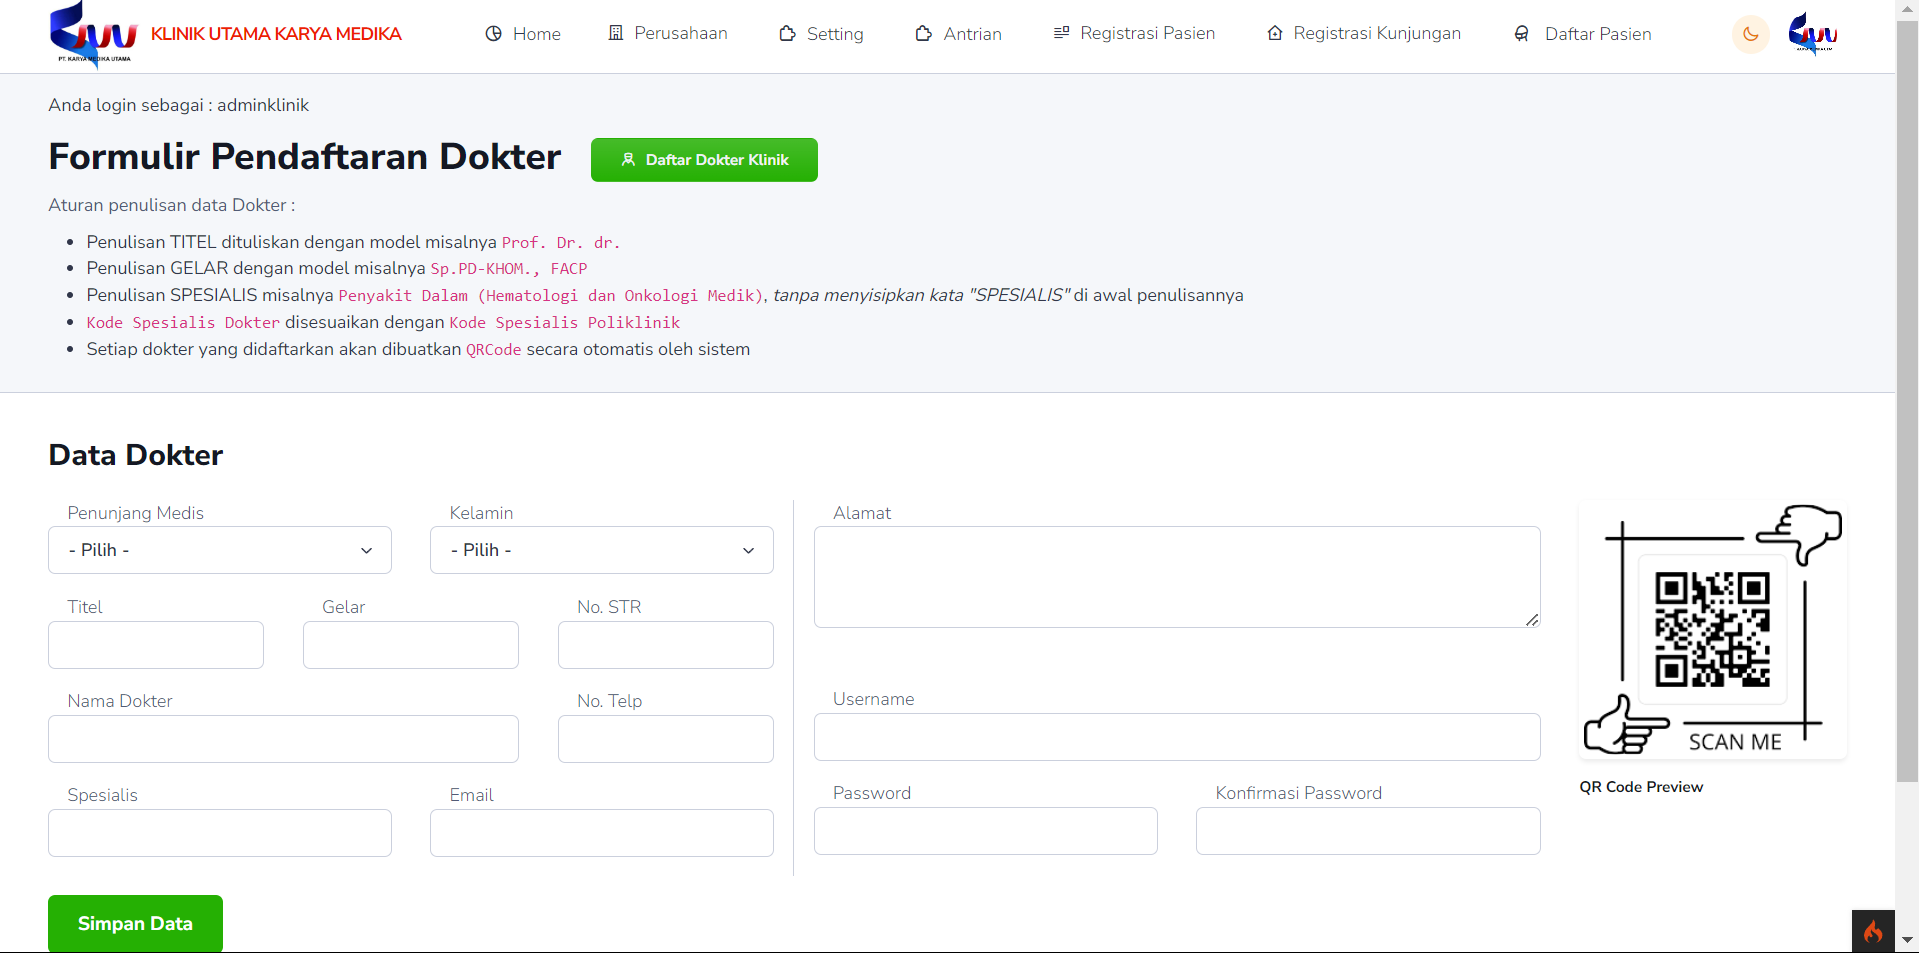 PT. KARYA MEDIKA UTAMA
KLINIK UTAMA KARYA MEDIKA
Home
Perusahaan
Setting
Antrian
Registrasi Pasien
Registrasi Kunjungan
Daftar Pasien
Anda login sebagai : adminklinik
Formulir Pendaftaran Dokter
Daftar Dokter Klinik
Aturan penulisan data Dokter :
Penulisan TITEL dituliskan dengan model misalnya Prof. Dr. dr.
Penulisan GELAR dengan model misalnya Sp.PD-KHOM., FACP
Penulisan SPESIALIS misalnya Penyakit Dalam (Hematologi dan Onkologi Medik), tanpa menyisipkan kata "SPESIALIS" di awal penulisannya
Kode Spesialis Dokter disesuaikan dengan Kode Spesialis Poliklinik
Setiap dokter yang didaftarkan akan dibuatkan QRCode secara otomatis oleh sistem
Data Dokter
Penunjang Medis
- Pilih -
Kelamin
- Pilih -
Titel
Gelar
No. STR
Nama Dokter
No. Telp
Spesialis
Email
Alamat
Username
Password
Konfirmasi Password
SCAN ME
QR Code Preview
Simpan Data